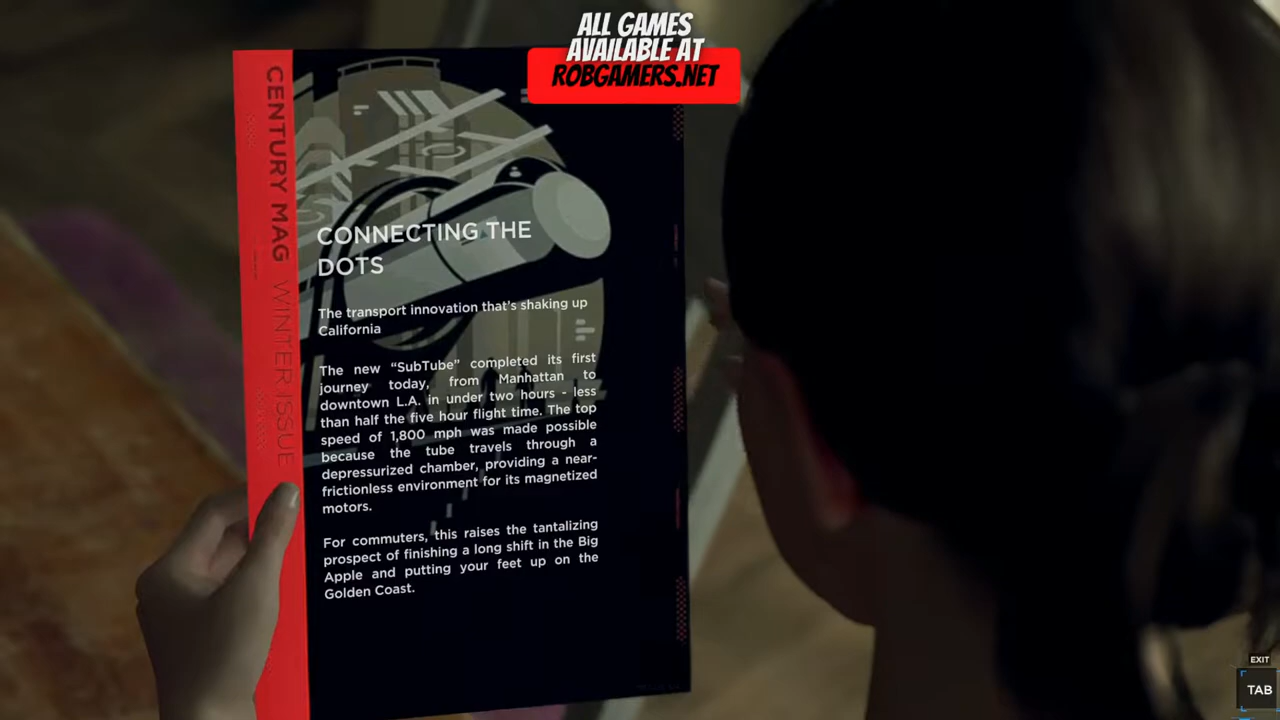 ALL GAMES
AVAILABLE AT
ROBGAMERS.NET
CENTURY MAG WINTER ISSUE
CONNECTING THE
DOTS
The transport innovation that's shaking up
California
The new “SubTube” completed its first
journey today, from Manhattan to
downtown L.A. in under two hours - less
than half the five hour flight time. The top
speed of 1,800 mph was made possible
because the tube travels through a
depressurized chamber, providing a near-
frictionless environment for its magnetized
motors.
For commuters, this raises the tantalizing
prospect of finishing a long shift in the Big
Apple and putting your feet up on the
Golden Coast.
EXIT
TAB